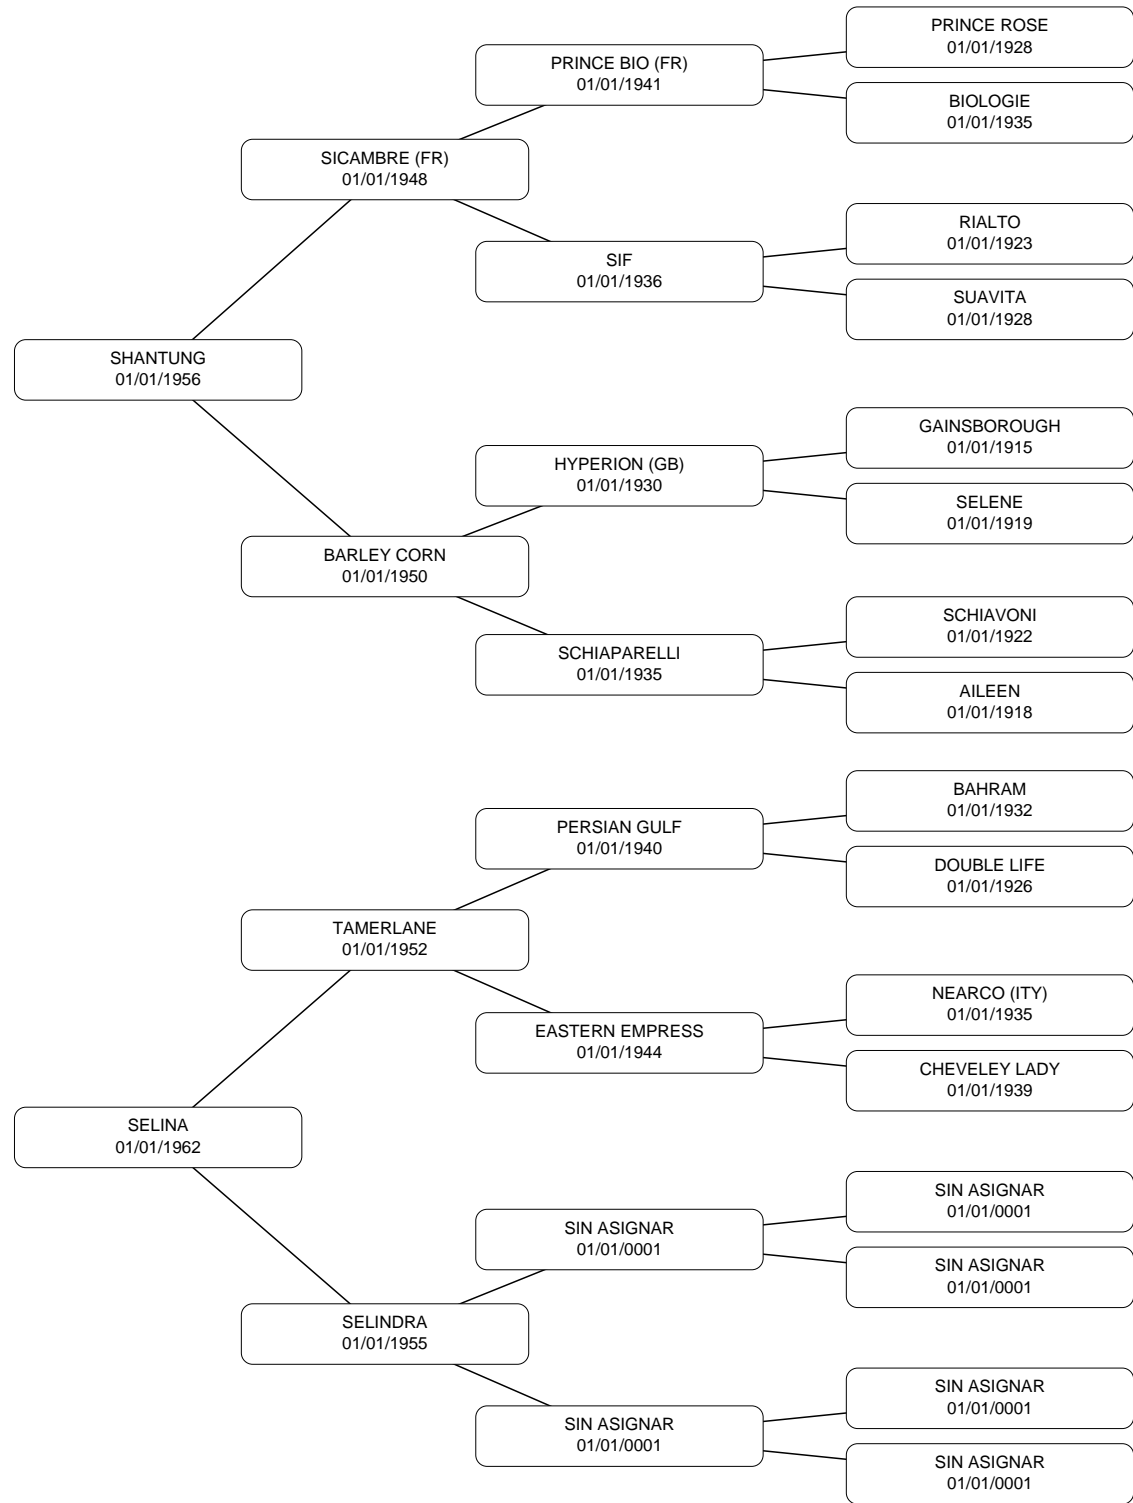 PRINCE ROSE
01/01/1928
PRINCE BIO (FR)
01/01/1941
BIOLOGIE
01/01/1935
SICAMBRE (FR)
01/01/1948
RIALTO
01/01/1923
SIF
01/01/1936
SUAVITA
01/01/1928
SHANTUNG
01/01/1956
GAINSBOROUGH
01/01/1915
HYPERION (GB)
01/01/1930
SELENE
01/01/1919
BARLEY CORN
01/01/1950
SCHIAVONI
01/01/1922
SCHIAPARELLI
01/01/1935
AILEEN
01/01/1918
BAHRAM
01/01/1932
PERSIAN GULF
01/01/1940
DOUBLE LIFE
01/01/1926
TAMERLANE
01/01/1952
NEARCO (ITY)
01/01/1935
EASTERN EMPRESS
01/01/1944
CHEVELEY LADY
01/01/1939
SELINA
01/01/1962
SIN ASIGNAR
01/01/0001
SIN ASIGNAR
01/01/0001
SIN ASIGNAR
01/01/0001
SELINDRA
01/01/1955
SIN ASIGNAR
01/01/0001
SIN ASIGNAR
01/01/0001
SIN ASIGNAR
01/01/0001